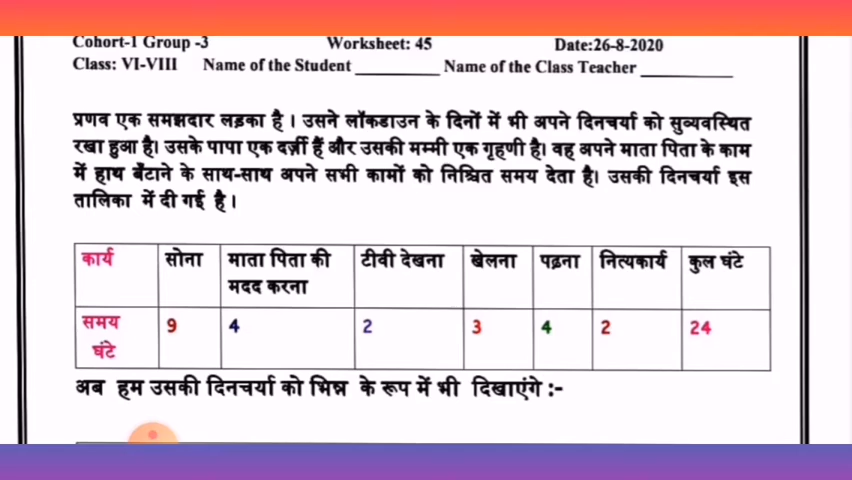 Cohort-1 Group -3 Worksheet: 45 Date:26-8-2020
Class: VI-VIII Name of the Student ________ Name of the Class Teacher ________
प्रणव एक समझदार लड़का है । उसने लॉकडाउन के दिनों में भी अपने दिनचर्या को सुव्यवस्थित
रखा हुआ है। उसके पापा एक दर्ज़ी हैं और उसकी मम्मी एक गृहणी है। वह अपने माता पिता के काम
में हाथ बँटाने के साथ-साथ अपने सभी कामों को निश्चित समय देता है। उसकी दिनचर्या इस
तालिका में दी गई है ।
कार्य सोना माता पिता की टीवी देखना खेलना पढ़ना नित्यकार्य कुल घंटे
मदद करना
समय 9 4 2 3 4 2 24
घंटे
अब हम उसकी दिनचर्या को भिन्न के रूप में भी दिखाएंगे :-